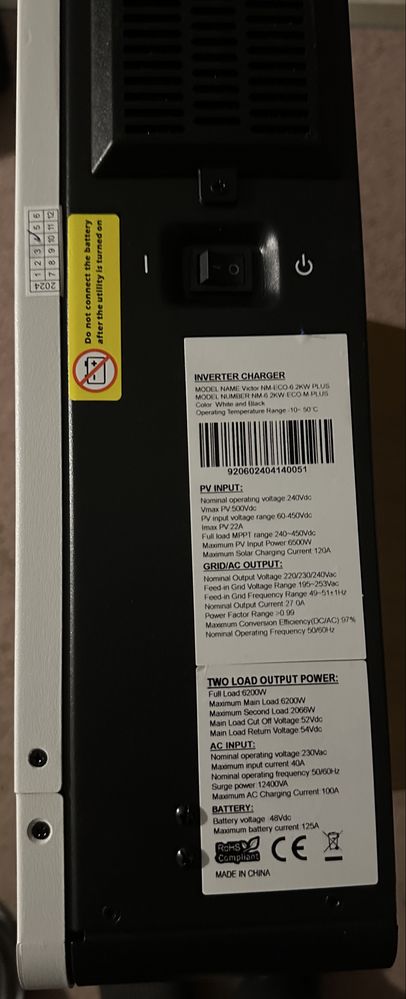 2024
1 2 3 4 5 6
7 8 9 10 11 12
Do not connect the battery
after the utility is turned on
INVERTER CHARGER
MODEL NAME:Victor NM-ECO-6.2KW PLUS
MODEL NUMBER:NM-6.2KW-ECO-M-PLUS
Color: White and Black
Operating Temperature Range:-10~ 50°C
920602404140051
PV INPUT:
Nominal operating voltage:240Vdc
Vmax PV:500Vdc
PV input voltage range:60-450Vdc
Imax PV:22A
Full load MPPT range:240~450Vdc
Maximum PV Input Power:6500W
Maximum Solar Charging Current:120A
GRID/AC OUTPUT:
Nominal Output Voltage:220/230/240Vac
Feed-in Grid Voltage Range:195~253Vac
Feed-in Grid Frequency Range:49~51±1Hz
Nominal Output Current:27.0A
Power Factor Range:>0.99
Maximum Conversion Efficiency(DC/AC):97%
Nominal Operating Frequency:50/60Hz
TWO LOAD OUTPUT POWER:
Full Load:6200W
Maximum Main Load:6200W
Maximum Second Load:2066W
Main Load Cut Off Voltage:52Vdc
Main Load Return Voltage:54Vdc
AC INPUT:
Nominal operating voltage:230Vac
Maximum input current:40A
Nominal operating frequency:50/60Hz
Surge power:12400VA
Maximum AC Charging Current:100A
BATTERY:
Battery voltage :48Vdc
Maximum battery current:125A
RoHS
Compliant
CE
MADE IN CHINA